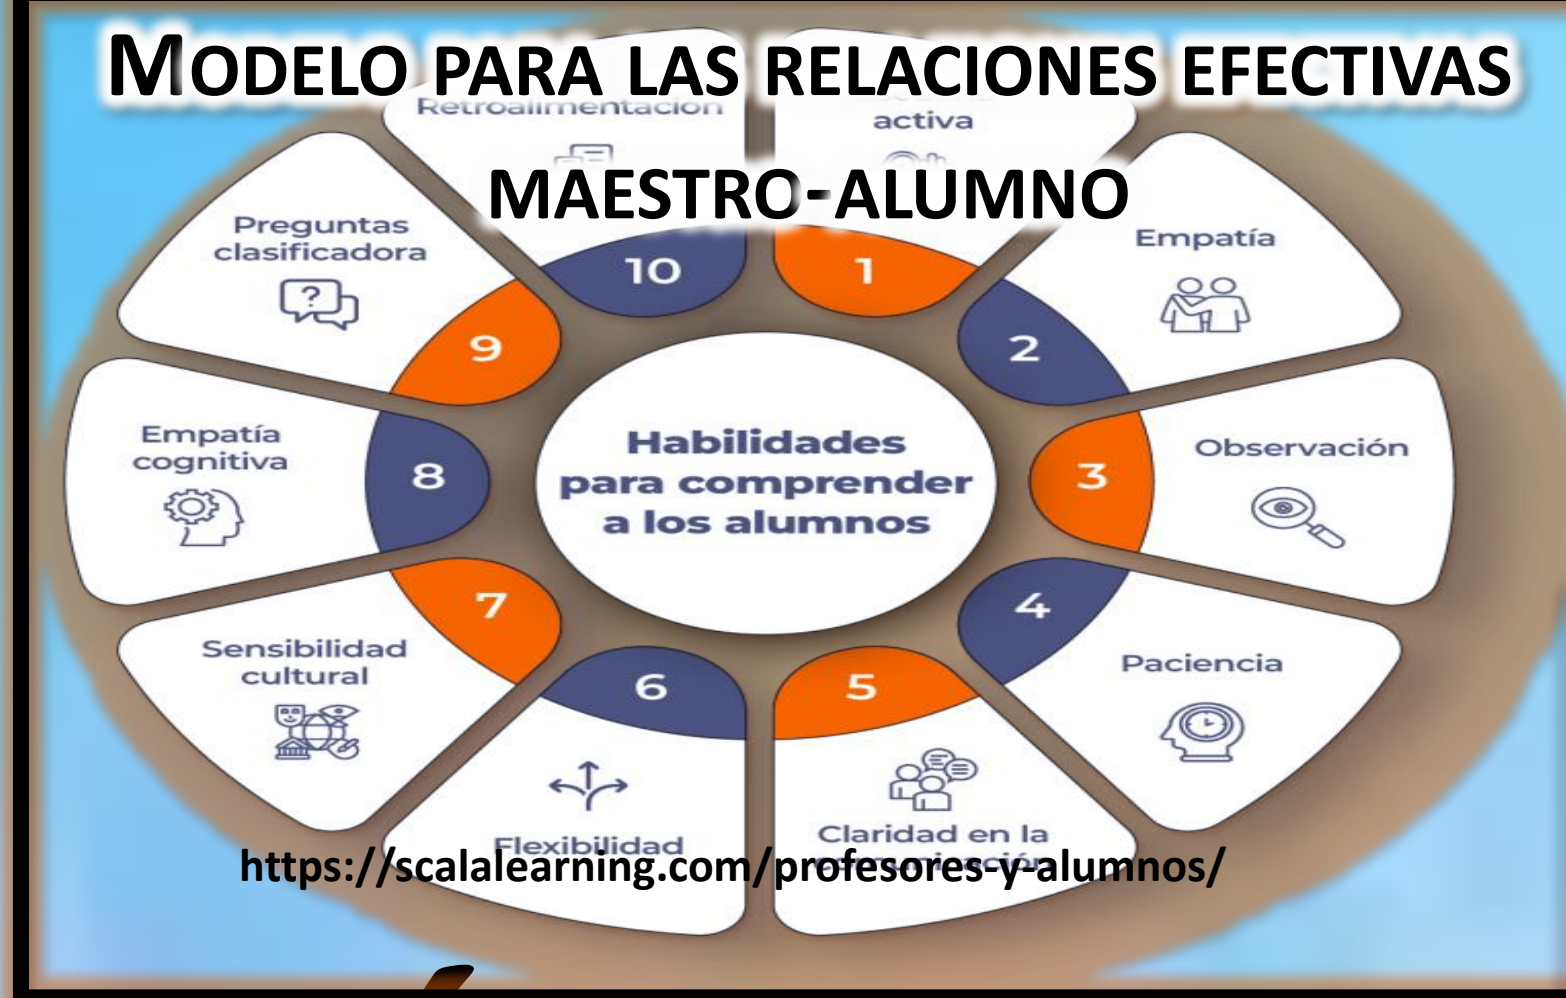 MODELO PARA LAS RELACIONES EFECTIVAS
MAESTRO-ALUMNO
Retroalimentación
10
activa
1
Empatía
2
Observación
3
Paciencia
4
Claridad en la
comunicación
5
Flexibilidad
6
Sensibilidad
cultural
7
Empatía
cognitiva
8
Preguntas
clasificadora
9
Habilidades
para comprender
a los alumnos
https://scalalearning.com/profesores-y-alumnos/